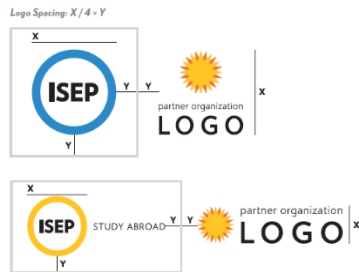 Logo Spacing: X / 4 = Y
X
ISEP
Y Y
partner organization
LOGO
X
Y
X
ISEP
STUDY ABROAD
Y Y
partner organization
LOGO
X
Y